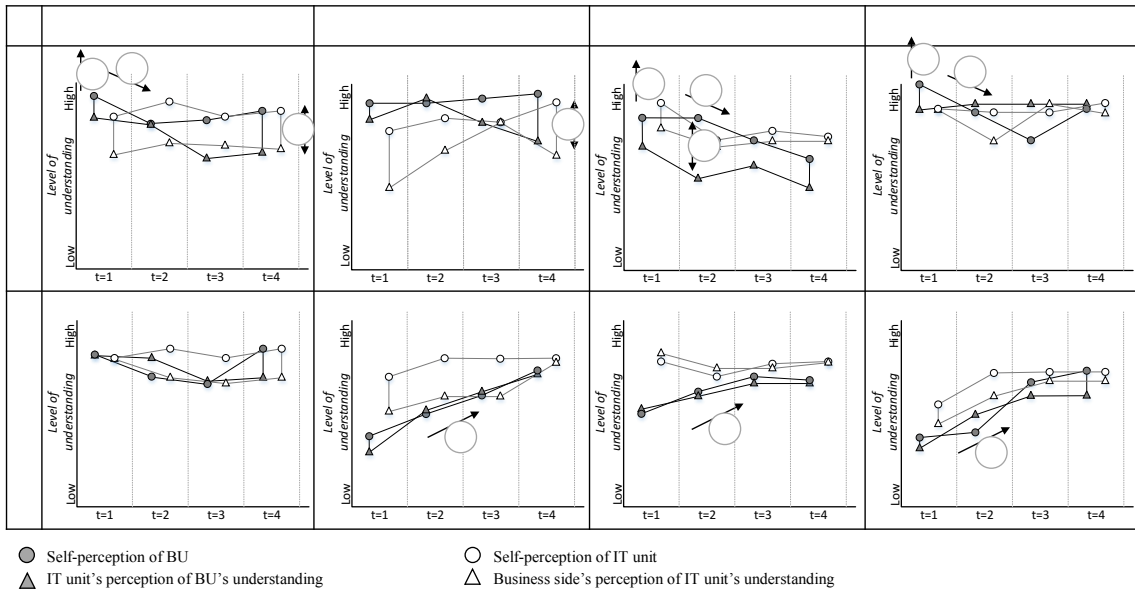 High
Level of
understanding
Low
t=1 t=2 t=3 t=4
High
Level of
understanding
Low
t=1 t=2 t=3 t=4
High
Level of
understanding
Low
t=1 t=2 t=3 t=4
High
Level of
understanding
Low
t=1 t=2 t=3 t=4
High
Level of
understanding
Low
t=1 t=2 t=3 t=4
High
Level of
understanding
Low
t=1 t=2 t=3 t=4
High
Level of
understanding
Low
t=1 t=2 t=3 t=4
High
Level of
understanding
Low
t=1 t=2 t=3 t=4
Self-perception of BU
Self-perception of IT unit
IT unit's perception of BU's understanding
Business side's perception of IT unit's understanding